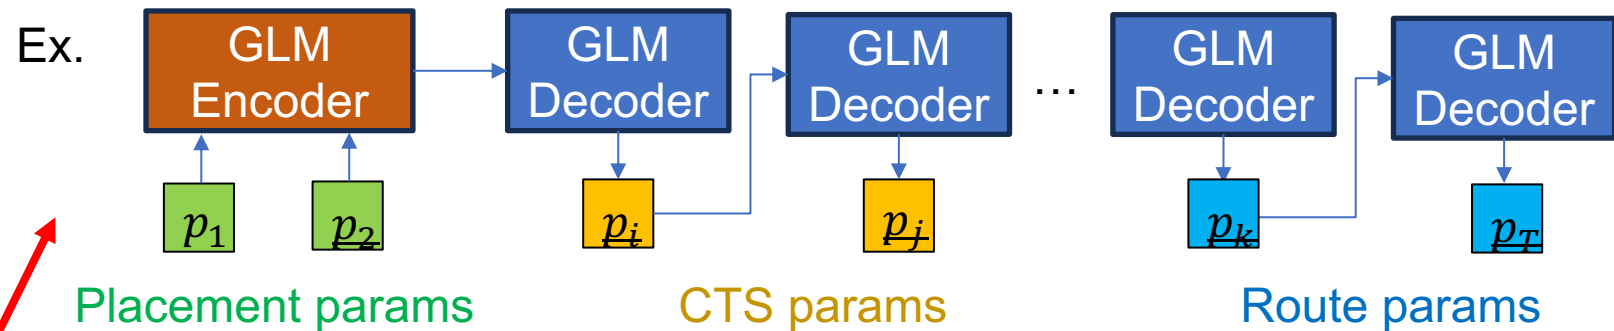 Ex.
GLM Encoder
GLM Decoder
GLM Decoder
...
GLM Decoder
GLM Decoder
p₁
p₂
pᵢ
pⱼ
pₖ
p_T
Placement params
CTS params
Route params